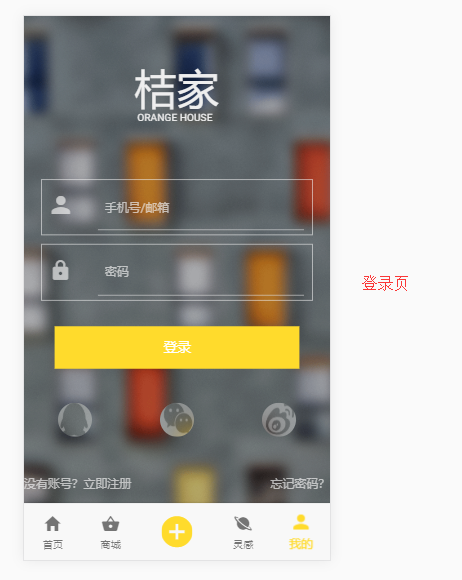 桔家
ORANGE HOUSE
手机号/邮箱
密码
登录页
登录
没有账号? 立即注册 忘记密码?
首页 商城 灵感 我的